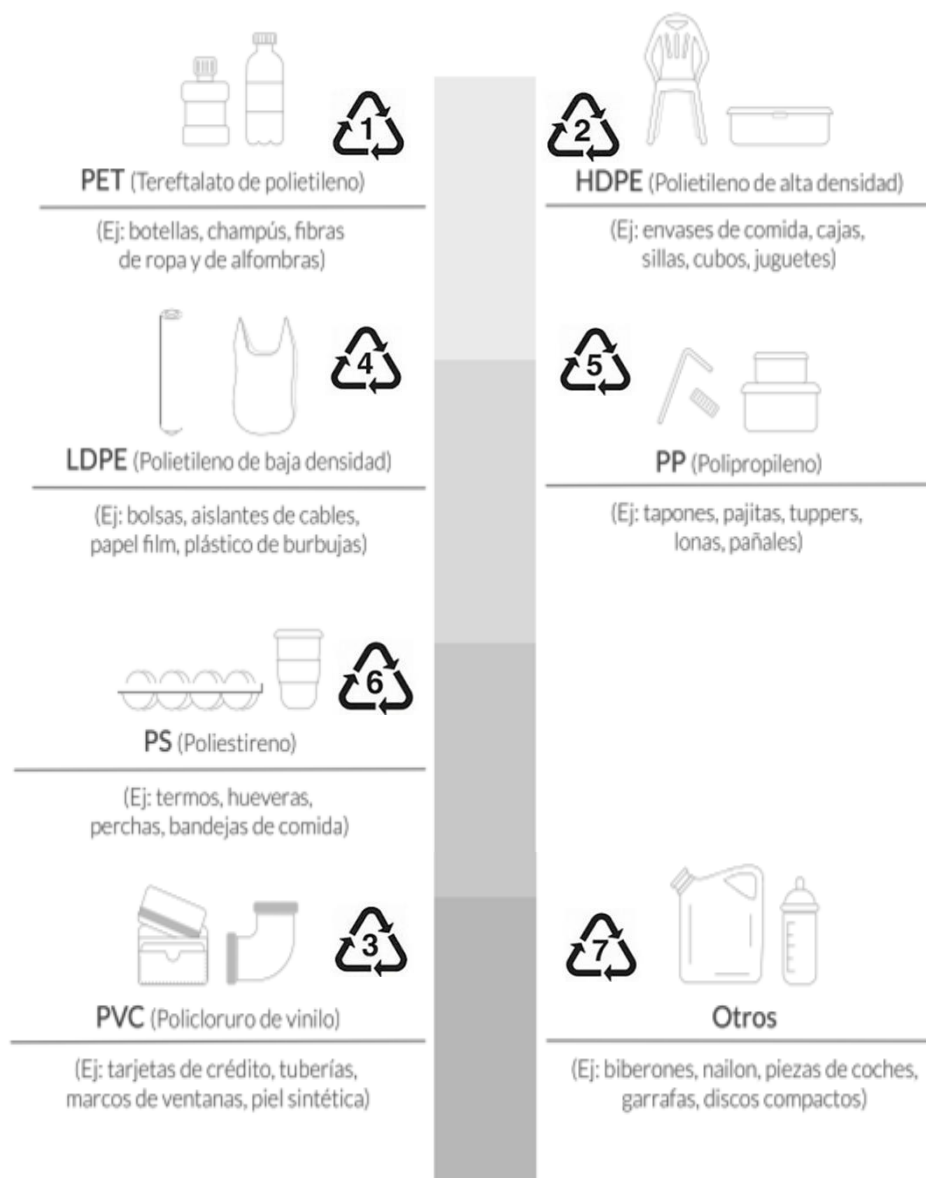 1
PET (Tereftalato de polietileno)
(Ej: botellas, champús, fibras
de ropa y de alfombras)
2
HDPE (Polietileno de alta densidad)
(Ej: envases de comida, cajas,
sillas, cubos, juguetes)
4
LDPE (Polietileno de baja densidad)
(Ej: bolsas, aislantes de cables,
papel film, plástico de burbujas)
5
PP (Polipropileno)
(Ej: tapones, pajitas, tuppers,
lonas, pañales)
6
PS (Poliestireno)
(Ej: termos, hueveras,
perchas, bandejas de comida)
3
PVC (Policloruro de vinilo)
(Ej: tarjetas de crédito, tuberías,
marcos de ventanas, piel sintética)
7
Otros
(Ej: biberones, nailon, piezas de coches,
garrafas, discos compactos)